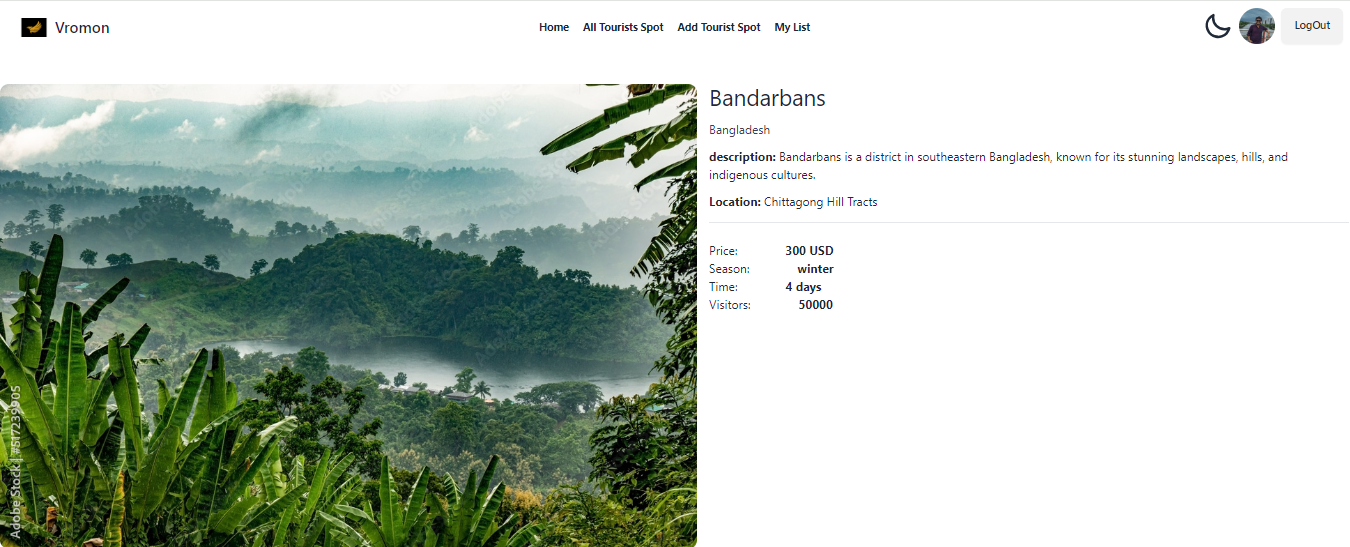 Vromon
Home All Tourists Spot Add Tourist Spot My List
LogOut
Bandarbans
Bangladesh
description: Bandarbans is a district in southeastern Bangladesh, known for its stunning landscapes, hills, and
indigenous cultures.
Location: Chittagong Hill Tracts
Price: 300 USD
Season: winter
Time: 4 days
Visitors: 50000
Adobe Stock | #517239905